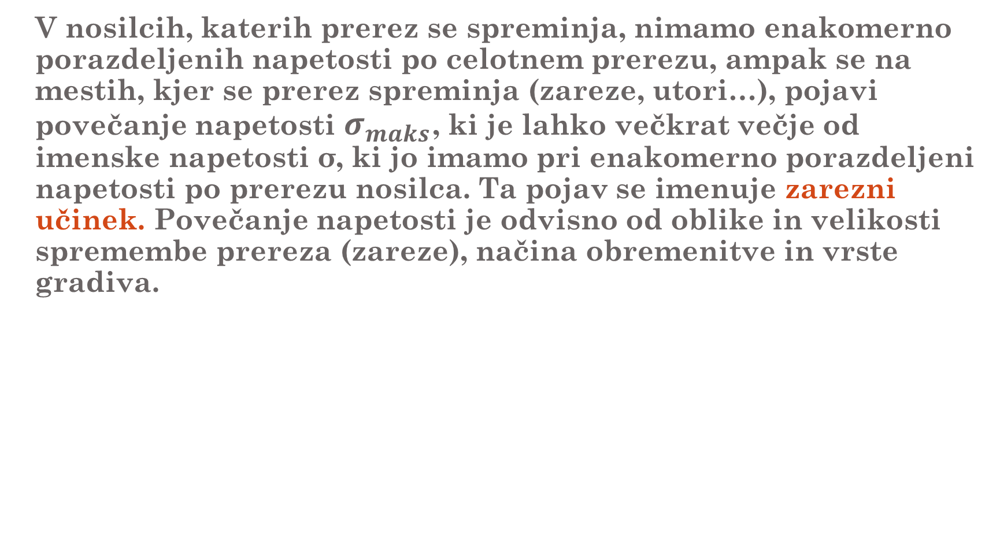 V nosilcih, katerih prerez se spreminja, nimamo enakomerno
porazdeljenih napetosti po celotnem prerezu, ampak se na
mestih, kjer se prerez spreminja (zareze, utori…), pojavi
povečanje napetosti σ_maks, ki je lahko večkrat večje od
imenske napetosti σ, ki jo imamo pri enakomerno porazdeljeni
napetosti po prerezu nosilca. Ta pojav se imenuje zarezni
učinek. Povečanje napetosti je odvisno od oblike in velikosti
spremembe prereza (zareze), načina obremenitve in vrste
gradiva.